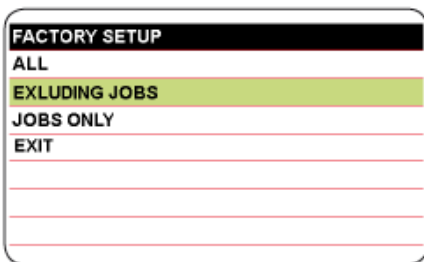 FACTORY SETUP
ALL
EXLUDING JOBS
JOBS ONLY
EXIT